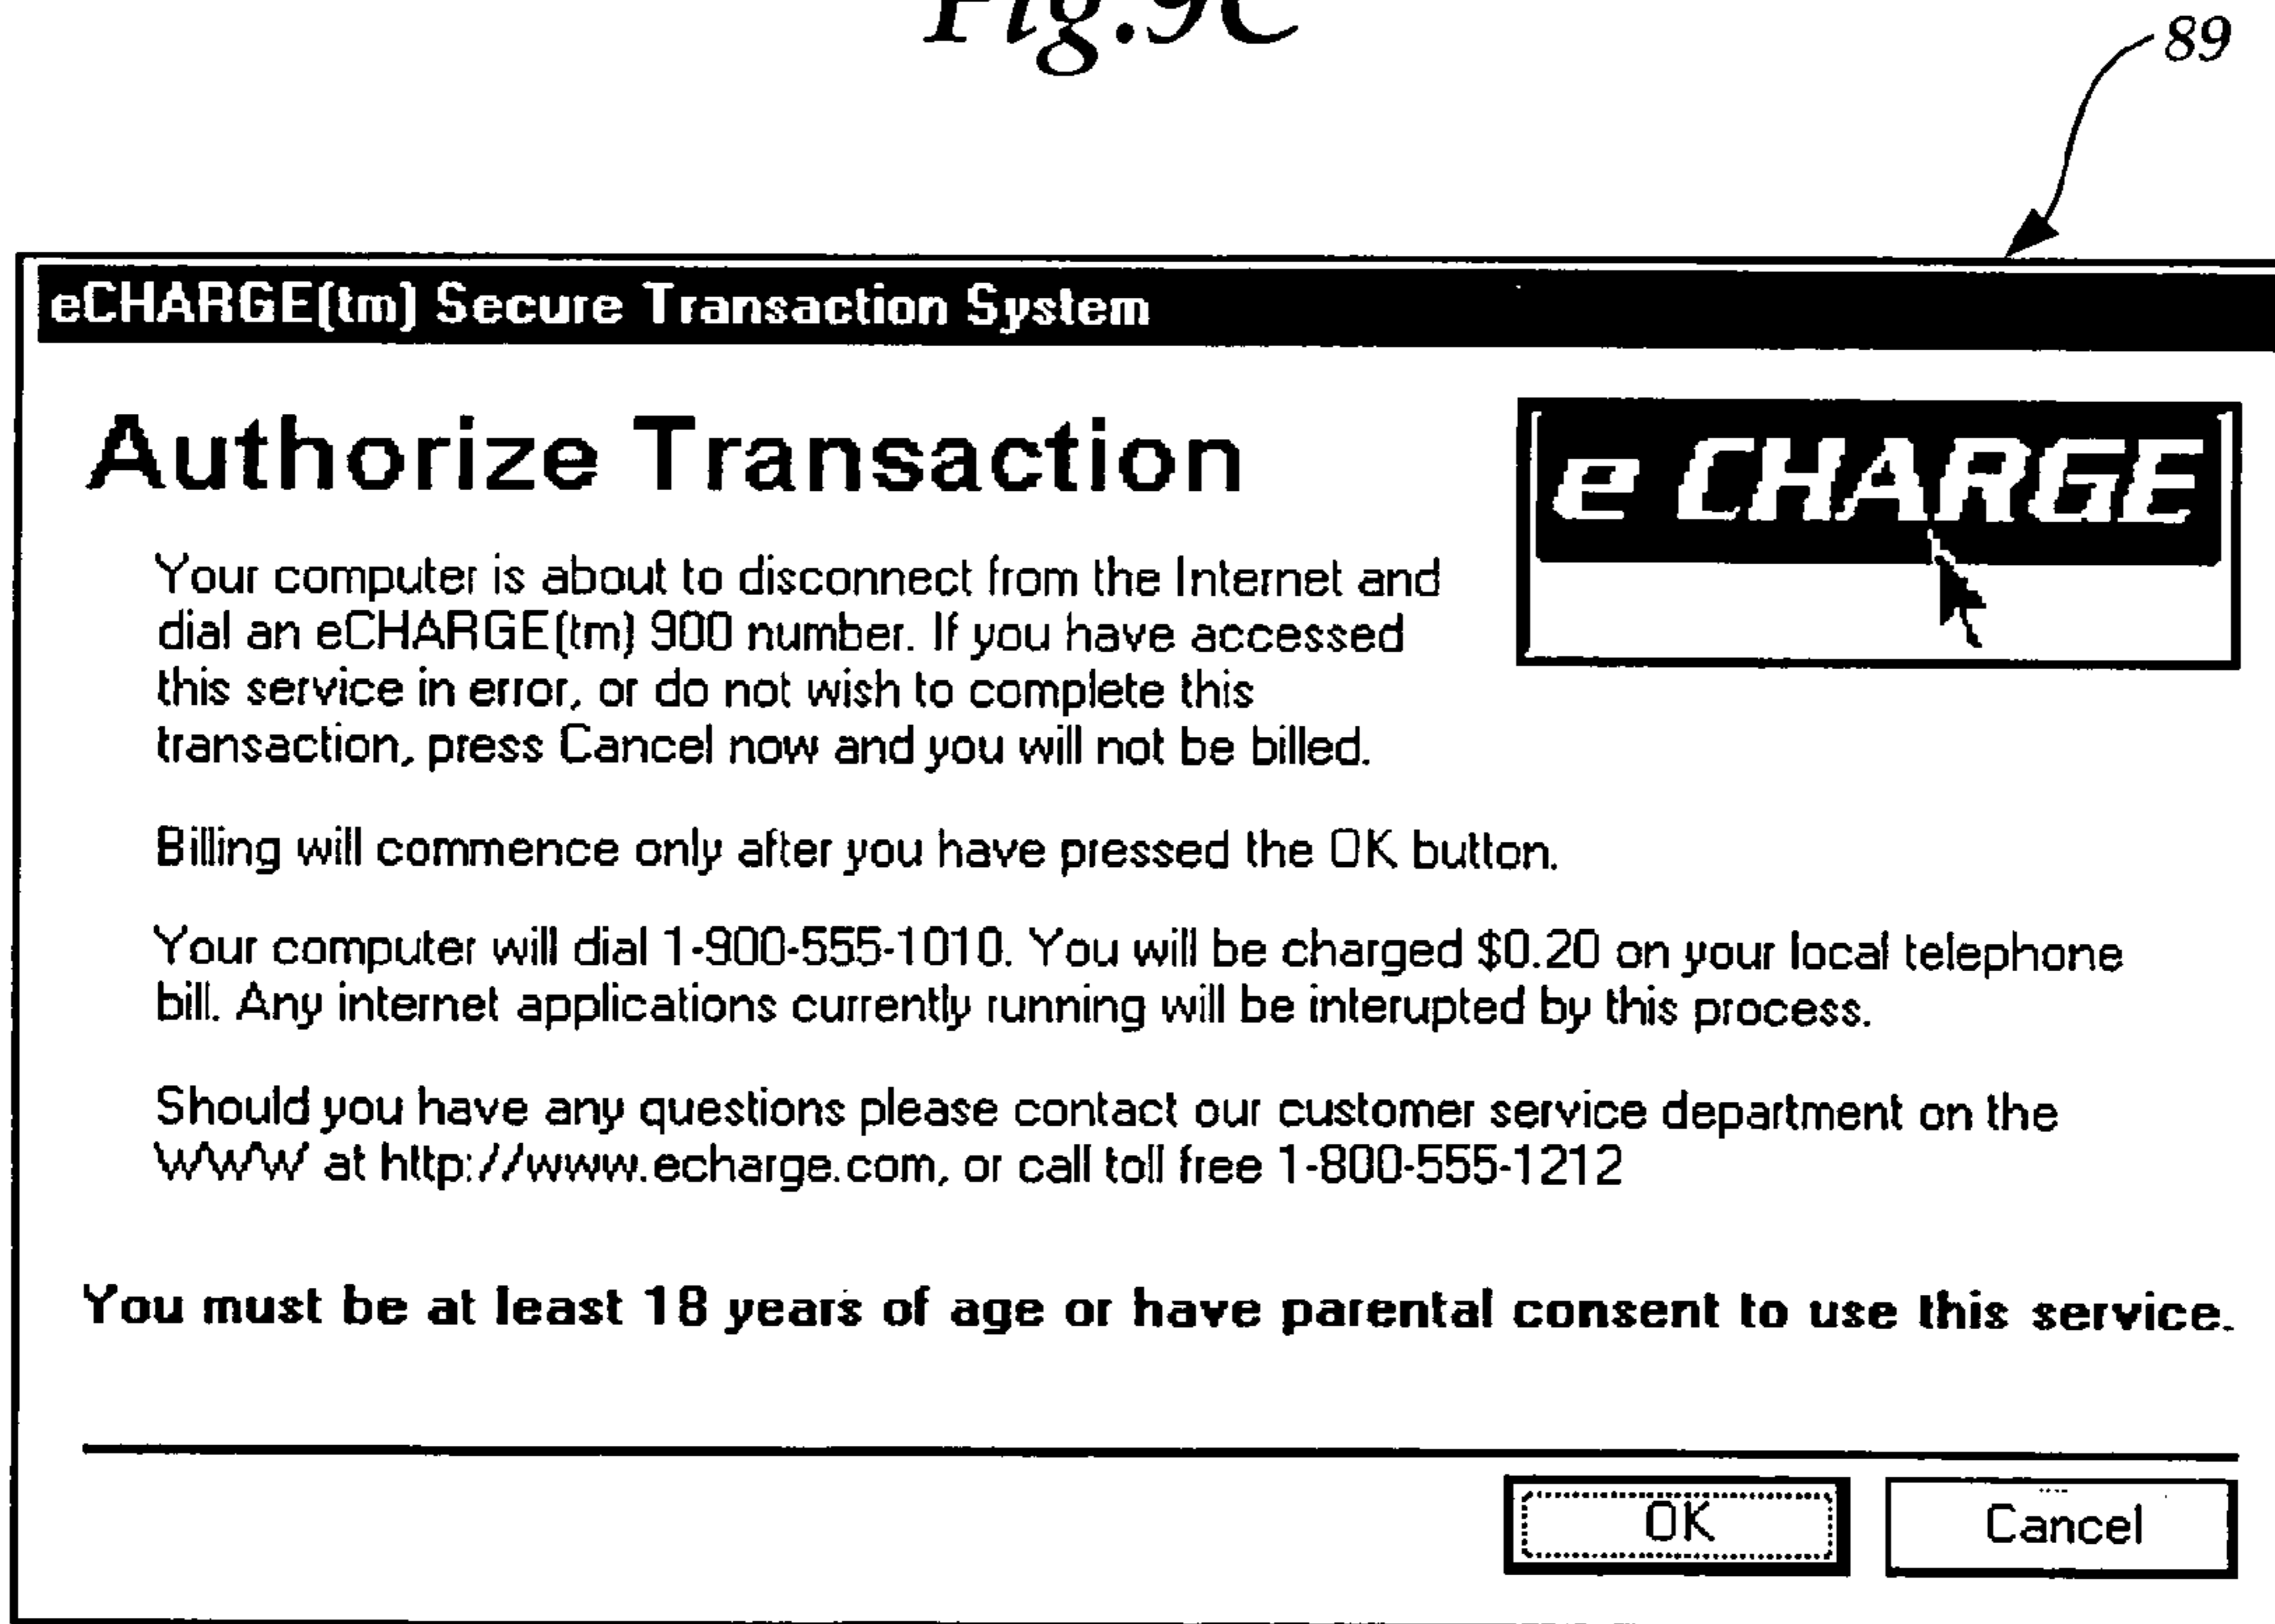 Fig.9C
89
eCHARGE(tm) Secure Transaction System
Authorize Transaction
e CHARGE
Your computer is about to disconnect from the Internet and
dial an eCHARGE(tm) 900 number. If you have accessed
this service in error, or do not wish to complete this
transaction, press Cancel now and you will not be billed.
Billing will commence only after you have pressed the OK button.
Your computer will dial 1-900-555-1010. You will be charged $0.20 on your local telephone
bill. Any internet applications currently running will be interupted by this process.
Should you have any questions please contact our customer service department on the
WWW at http://www.echarge.com, or call toll free 1-800-555-1212
You must be at least 18 years of age or have parental consent to use this service.
OK
Cancel